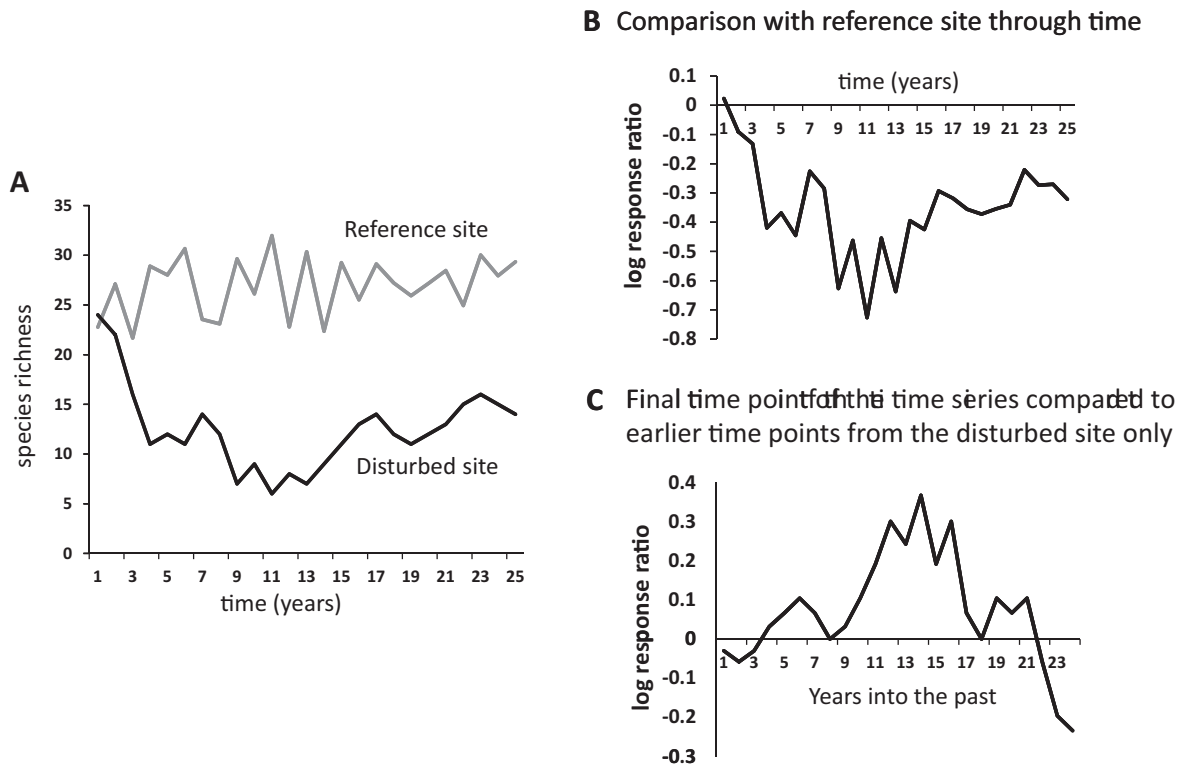 A
35
30
25
20
15
10
5
0
species richness
Reference site
Disturbed site
1 3 5 7 9 11 13 15 17 19 21 23 25
time (years)
B Comparison with reference site through time
0.1
0
-0.1
-0.2
-0.3
-0.4
-0.5
-0.6
-0.7
-0.8
log response ratio
time (years)
1 3 5 7 9 11 13 15 17 19 21 23 25
C Final time point of the time series compared to
earlier time points from the disturbed site only
0.4
0.3
0.2
0.1
0
-0.1
-0.2
-0.3
log response ratio
1 3 5 7 9 11 13 15 17 19 21 23
Years into the past